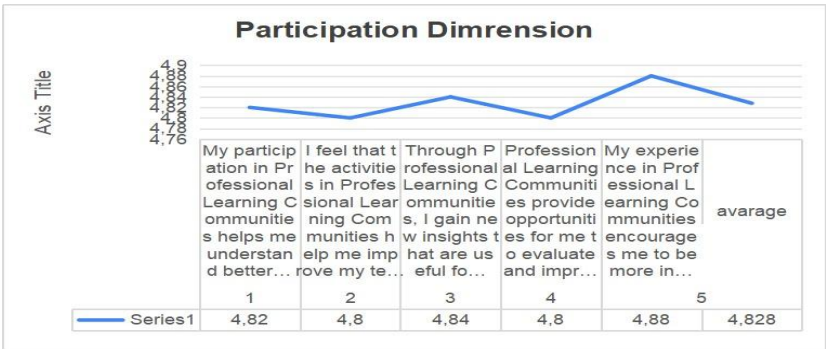 Participation Dimrension
Axis Title
4,9
4,88
4,86
4,84
4,82
4,8
4,78
4,76
My particip
ation in Pr
ofessional
Learning C
ommunitie
s helps me
understan
d better...
I feel that t
he activitie
s in Profes
sional Lear
ning Com
munities h
elp me imp
rove my te...
Through P
rofessional
Learning C
ommunitie
s, I gain ne
w insights t
hat are us
eful fo...
Profession
al Learning
Communiti
es provide
opportuniti
es for me t
o evaluate
and impr...
My experie
nce in Prof
essional L
earning Co
mmunities
encourage
s me to be
more in...
avarage
1 2 3 4 5
Series1 4,82 4,8 4,84 4,8 4,88 4,828